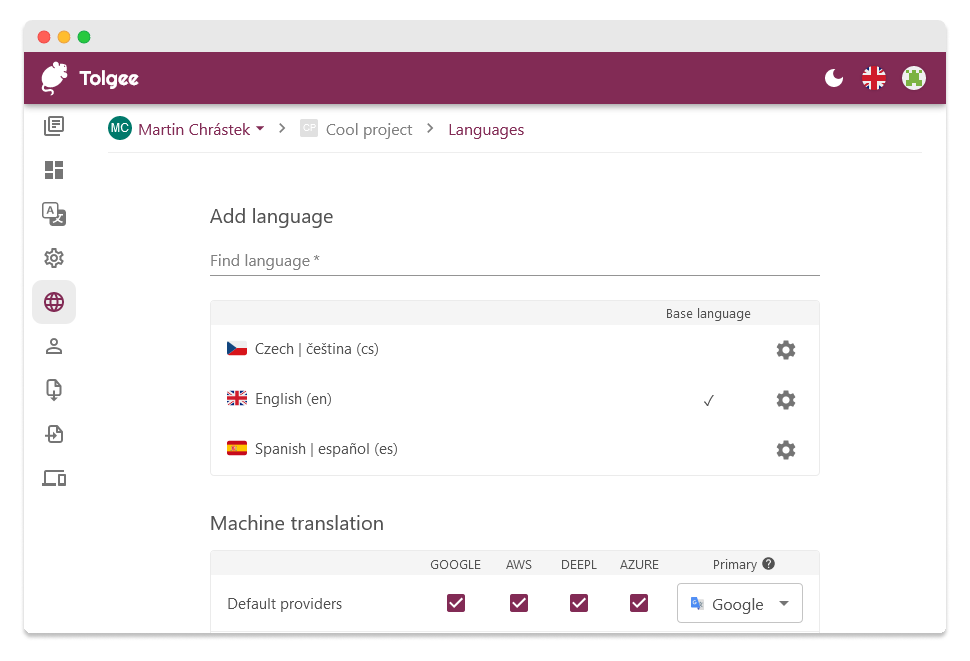 Tolgee
MC Martin Chrástek > CP Cool project > Languages
Add language
Find language *
Base language
Czech | čeština (cs)
English (en) ✓
Spanish | español (es)
Machine translation
GOOGLE AWS DEEPL AZURE Primary ?
Default providers Google